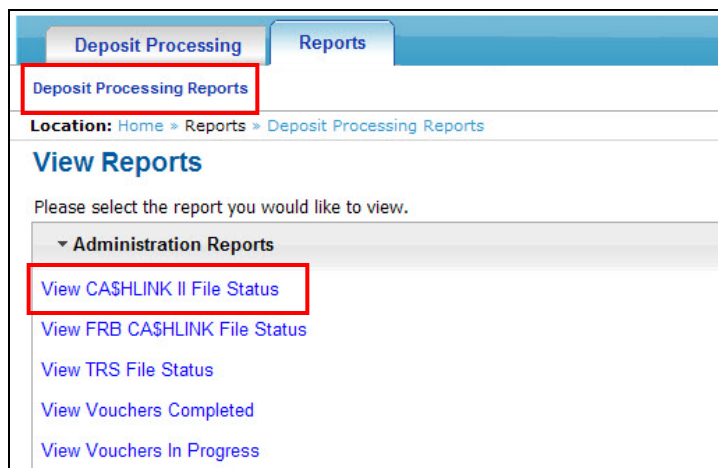 Deposit Processing Reports
Deposit Processing Reports
Location: Home » Reports » Deposit Processing Reports
View Reports
Please select the report you would like to view.
Administration Reports
View CA$HLINK II File Status
View FRB CA$HLINK File Status
View TRS File Status
View Vouchers Completed
View Vouchers In Progress